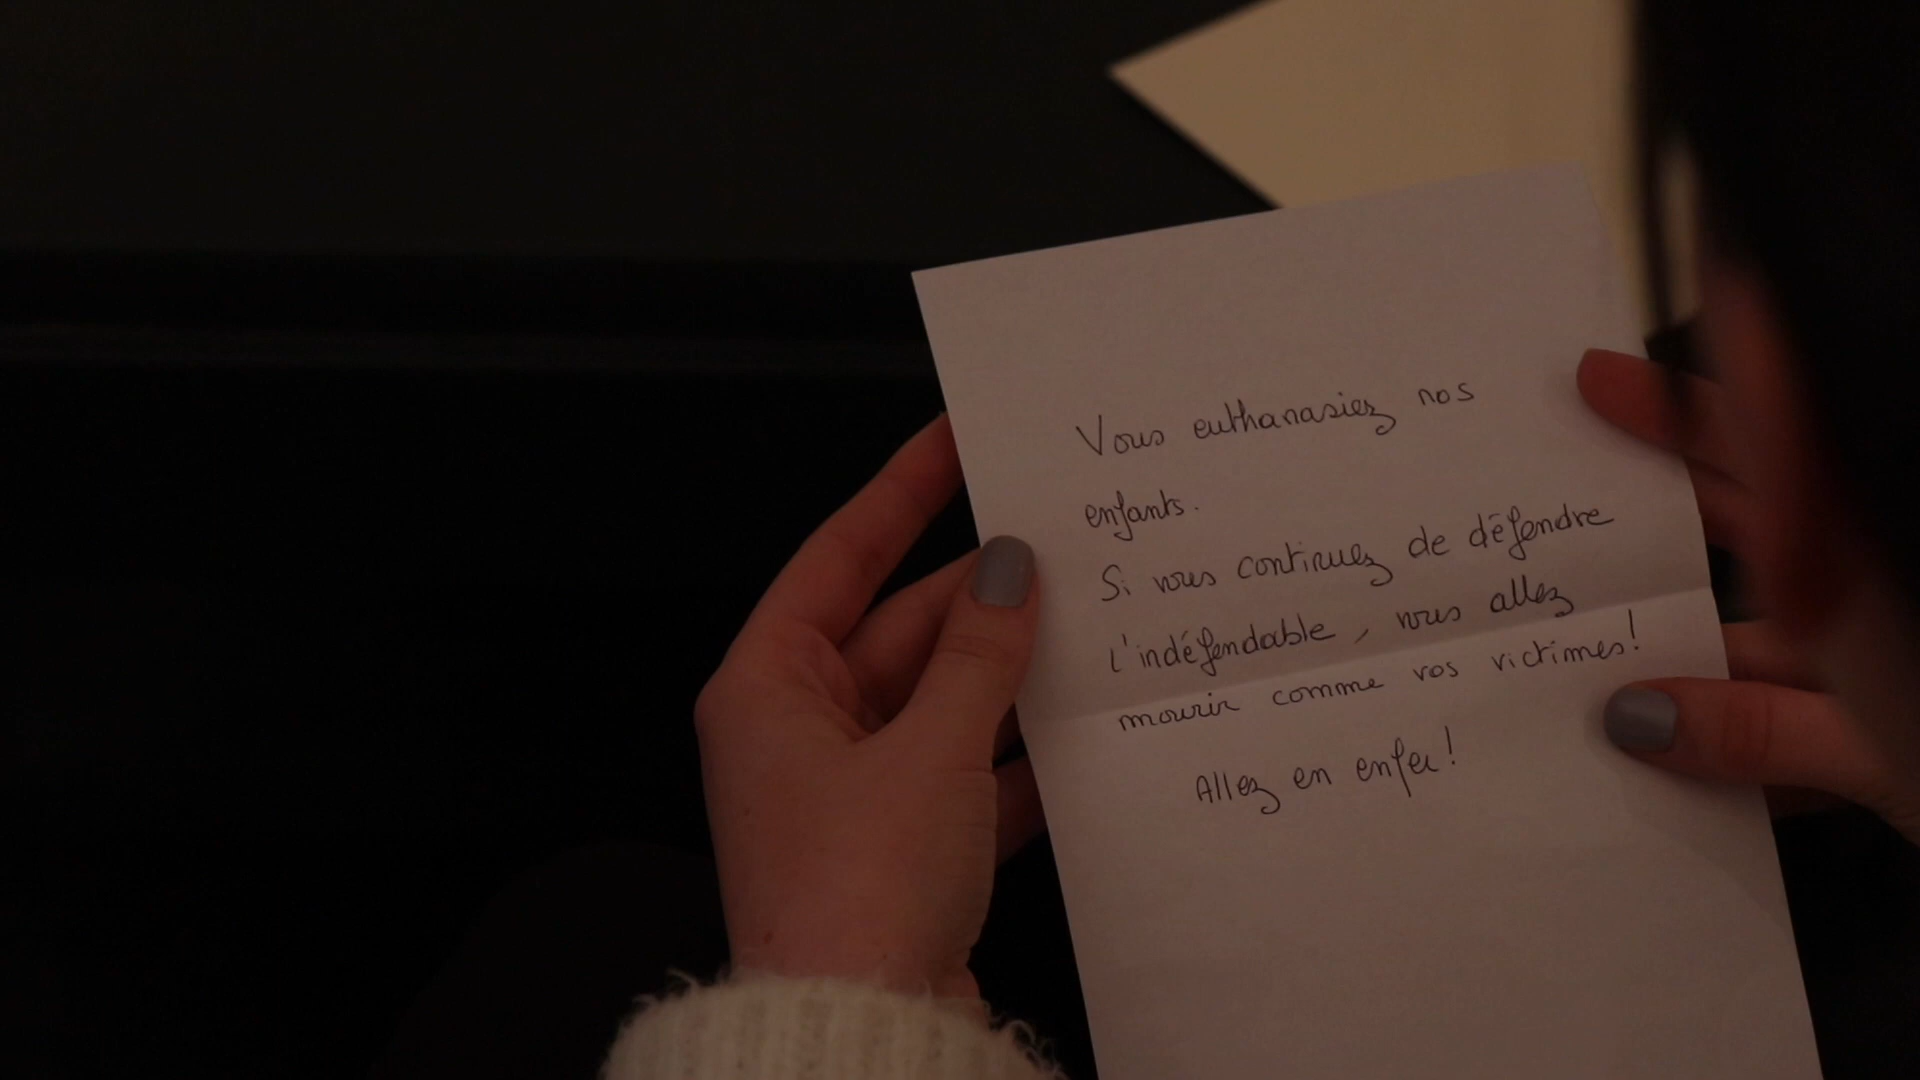 Vous euthanasiez nos
enfants.
Si vous continuez de défendre
l'indéfendable, vous allez
mourir comme vos victimes!
Allez en enfer!